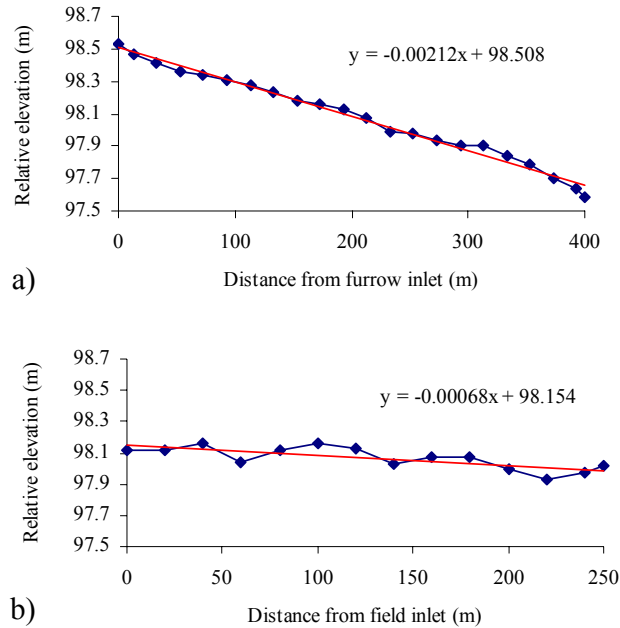 Relative elevation (m)
98.7
98.5
98.3
98.1
97.9
97.7
97.5
y = -0.00212x + 98.508
0 100 200 300 400
Distance from furrow inlet (m)
a)
Relative elevation (m)
98.7
98.5
98.3
98.1
97.9
97.7
97.5
y = -0.00068x + 98.154
0 50 100 150 200 250
Distance from field inlet (m)
b)